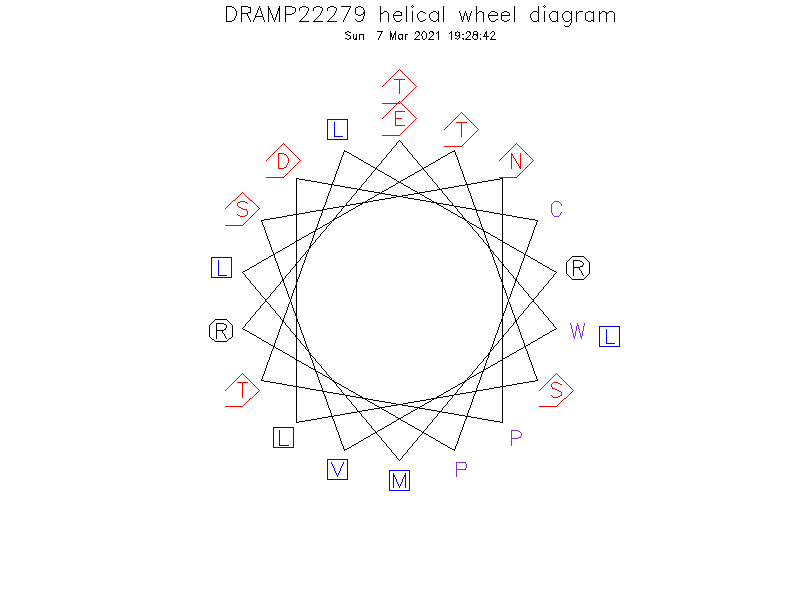 DRAMP22279 helical wheel diagram
Sun 7 Mar 2021 19:28:42
T
E
L T
D N
S C
L R
R W L
T S
L P
V P
M